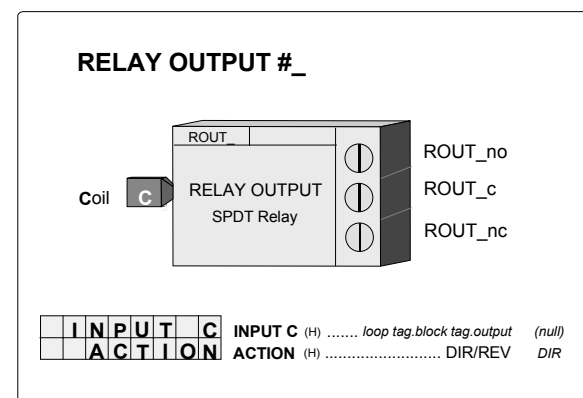 RELAY OUTPUT #_
ROUT_
ROUT_no
Coil C RELAY OUTPUT ROUT_c
SPDT Relay
ROUT_nc
INPUT C INPUT C (H) ....... loop tag.block tag.output (null)
ACTION ACTION (H) .......................... DIR/REV DIR